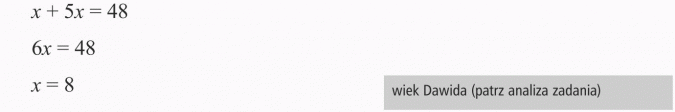 x + 5x = 48
6x = 48
x = 8
wiek Dawida (patrz analiza zadania)